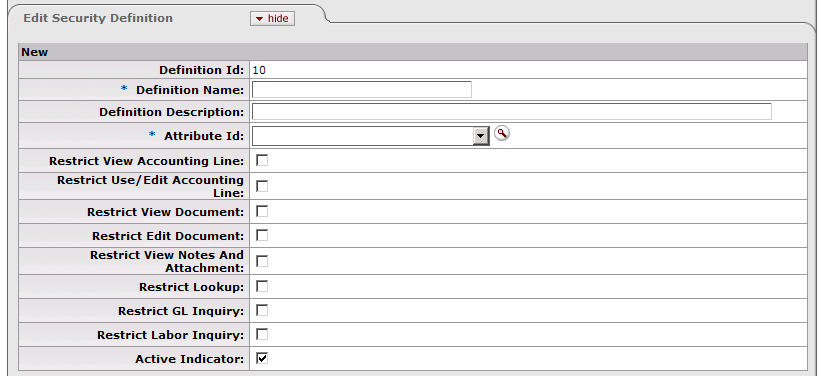 Edit Security Definition
hide
New
Definition Id: 10
* Definition Name:
Definition Description:
* Attribute Id:
Restrict View Accounting Line:
Restrict Use/Edit Accounting
Line:
Restrict View Document:
Restrict Edit Document:
Restrict View Notes And
Attachment:
Restrict Lookup:
Restrict GL Inquiry:
Restrict Labor Inquiry:
Active Indicator: